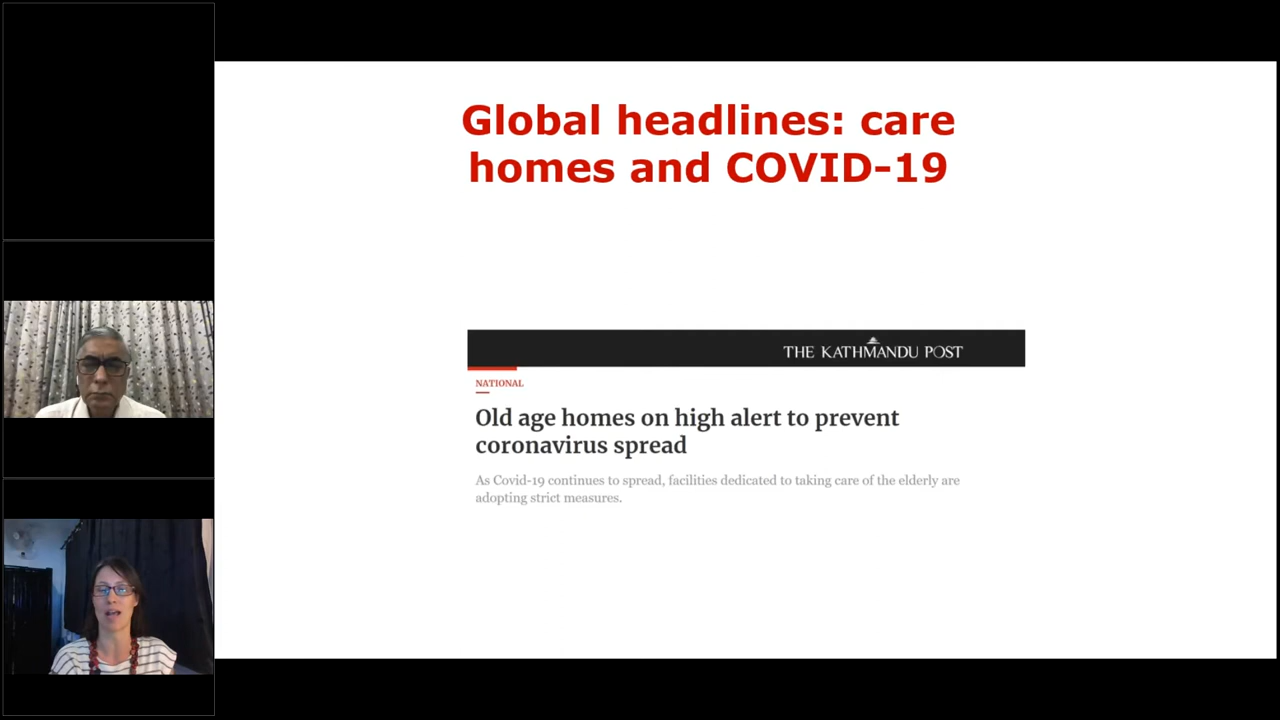 Global headlines: care
homes and COVID-19
THE KATHMANDU POST
NATIONAL
Old age homes on high alert to prevent
coronavirus spread
As Covid-19 continues to spread, facilities dedicated to taking care of the elderly are
adopting strict measures.